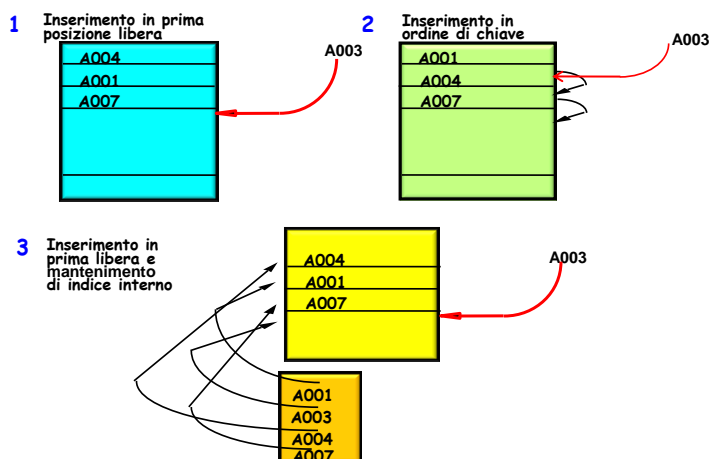 1
Inserimento in prima
posizione libera
A003
A004
A001
A007
2
Inserimento in
ordine di chiave
A003
A001
A004
A007
3
Inserimento in
prima libera e
mantenimento
di indice interno
A003
A004
A001
A007
A001
A003
A004
A007